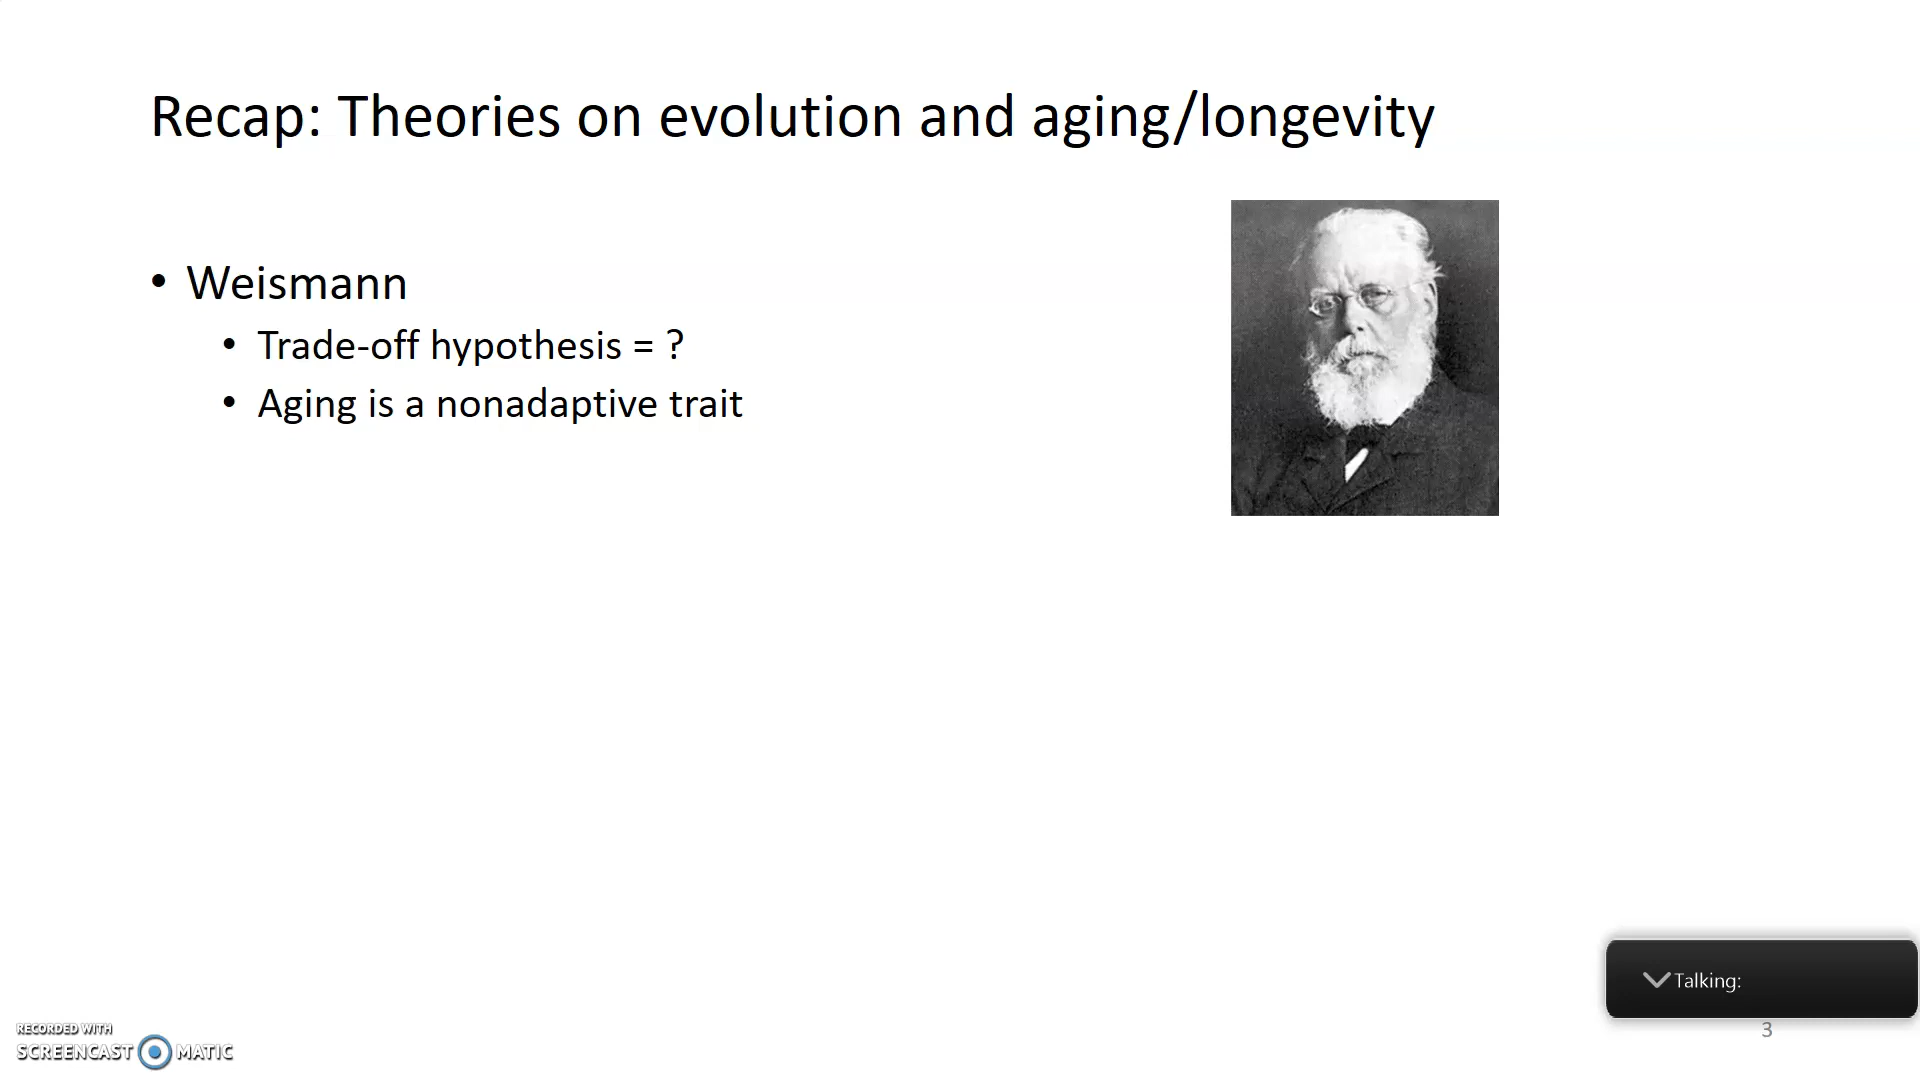 Recap: Theories on evolution and aging/longevity
• Weismann
• Trade-off hypothesis = ?
• Aging is a nonadaptive trait
Talking:
3
RECORDED WITH
SCREENCAST MATIC